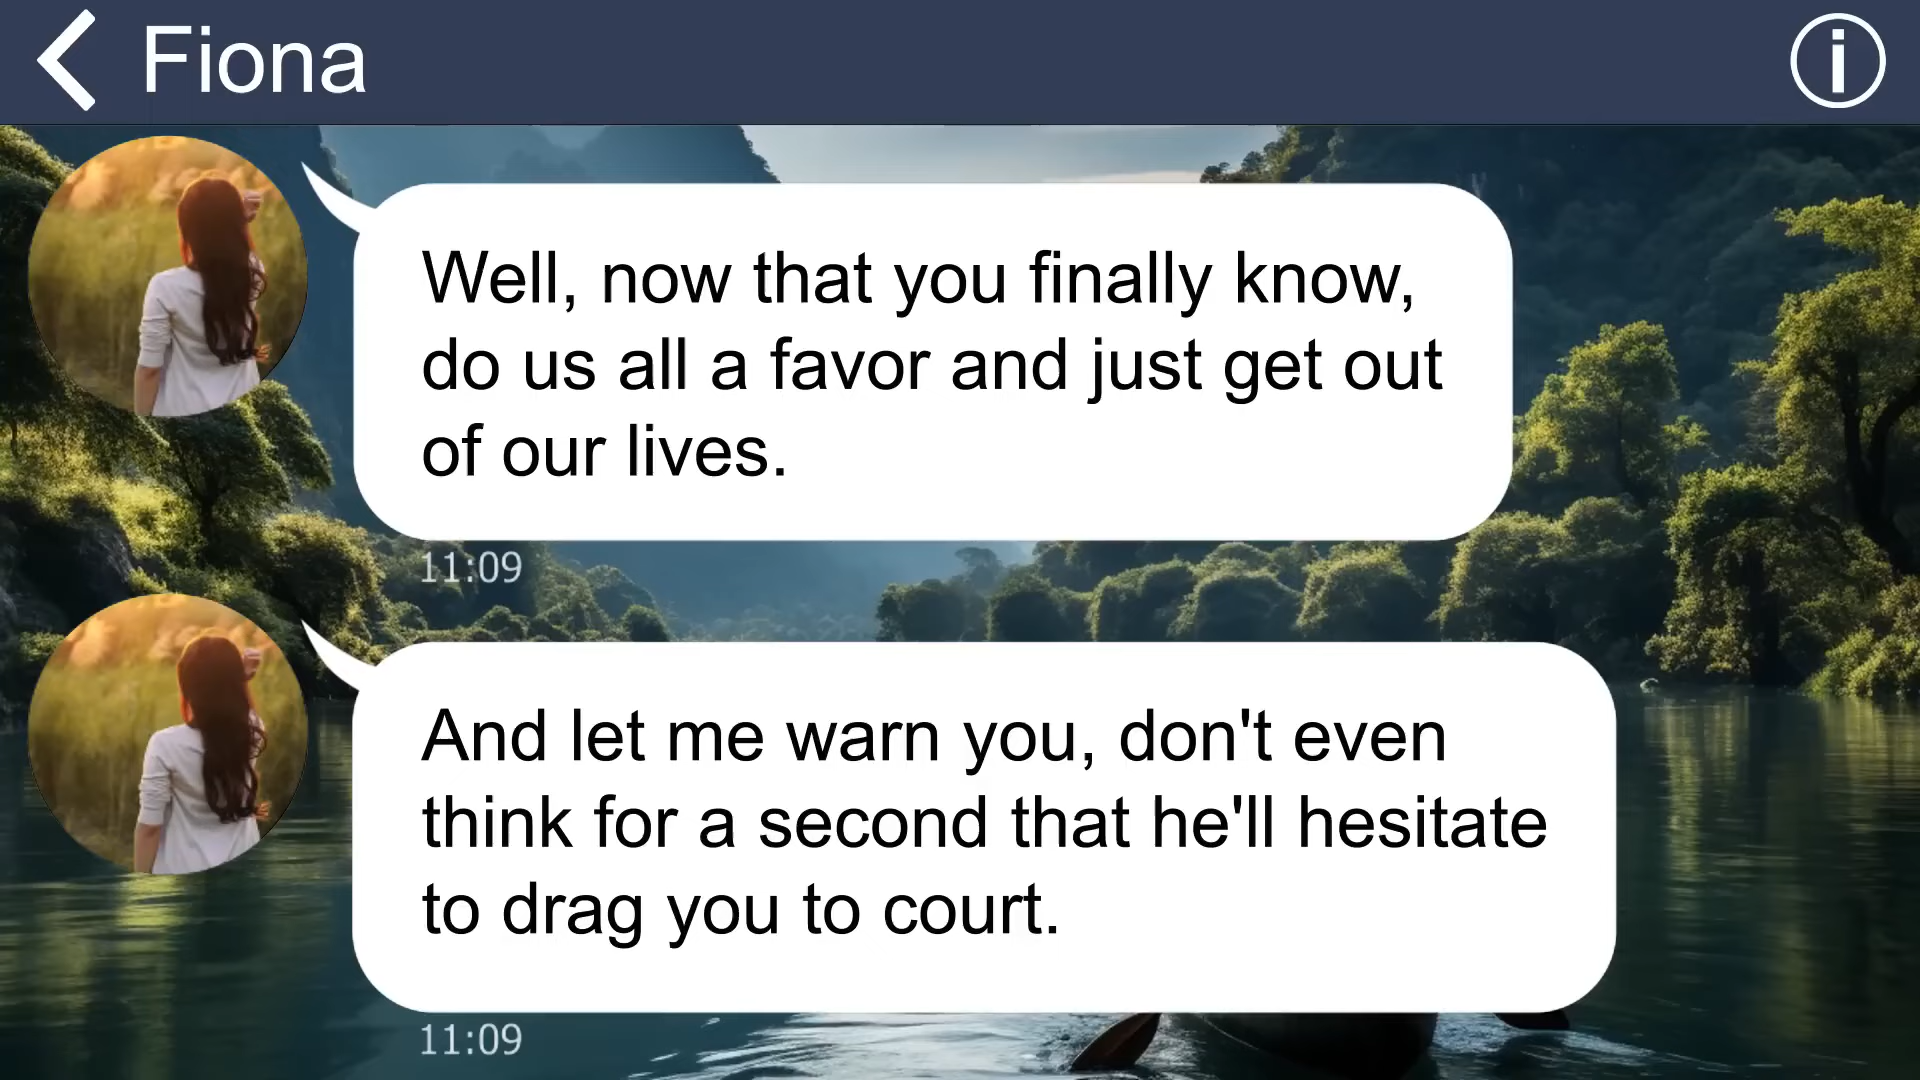 Fiona
Well, now that you finally know,
do us all a favor and just get out
of our lives.
11:09
And let me warn you, don't even
think for a second that he'll hesitate
to drag you to court.
11:09